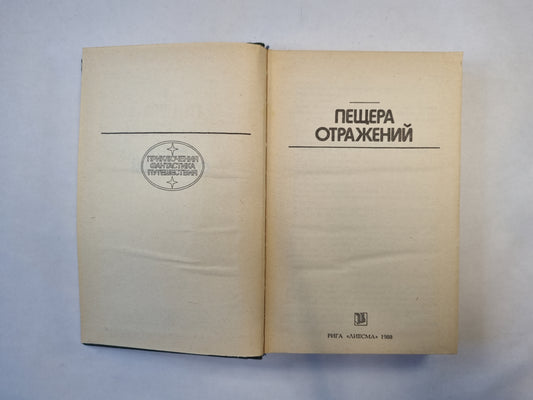 ПРИКЛЮЧЕНИЯ
ФАНТАСТИКА
ПУТЕШЕСТВИЯ
ПЕЩЕРА
ОТРАЖЕНИЙ
РИГА «ЛИЕСМА» 1988